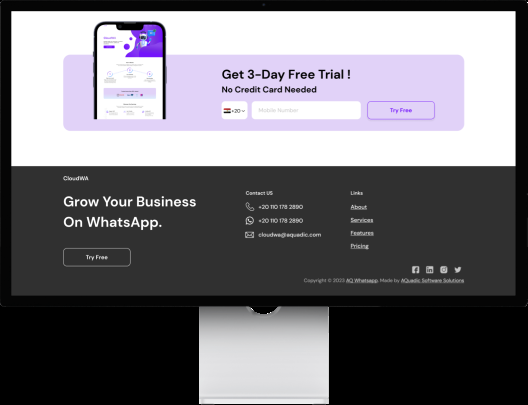 Get 3-Day Free Trial !
No Credit Card Needed
+20
Mobile Number
Try Free
CloudWA
Grow Your Business
On WhatsApp.
Try Free
Contact US
+20 110 178 2890
+20 110 178 2890
cloudwa@aquadic.com
Links
About
Services
Features
Pricing
Copyright © 2023 AQ Whatsapp. Made by AQuadic Software Solutions